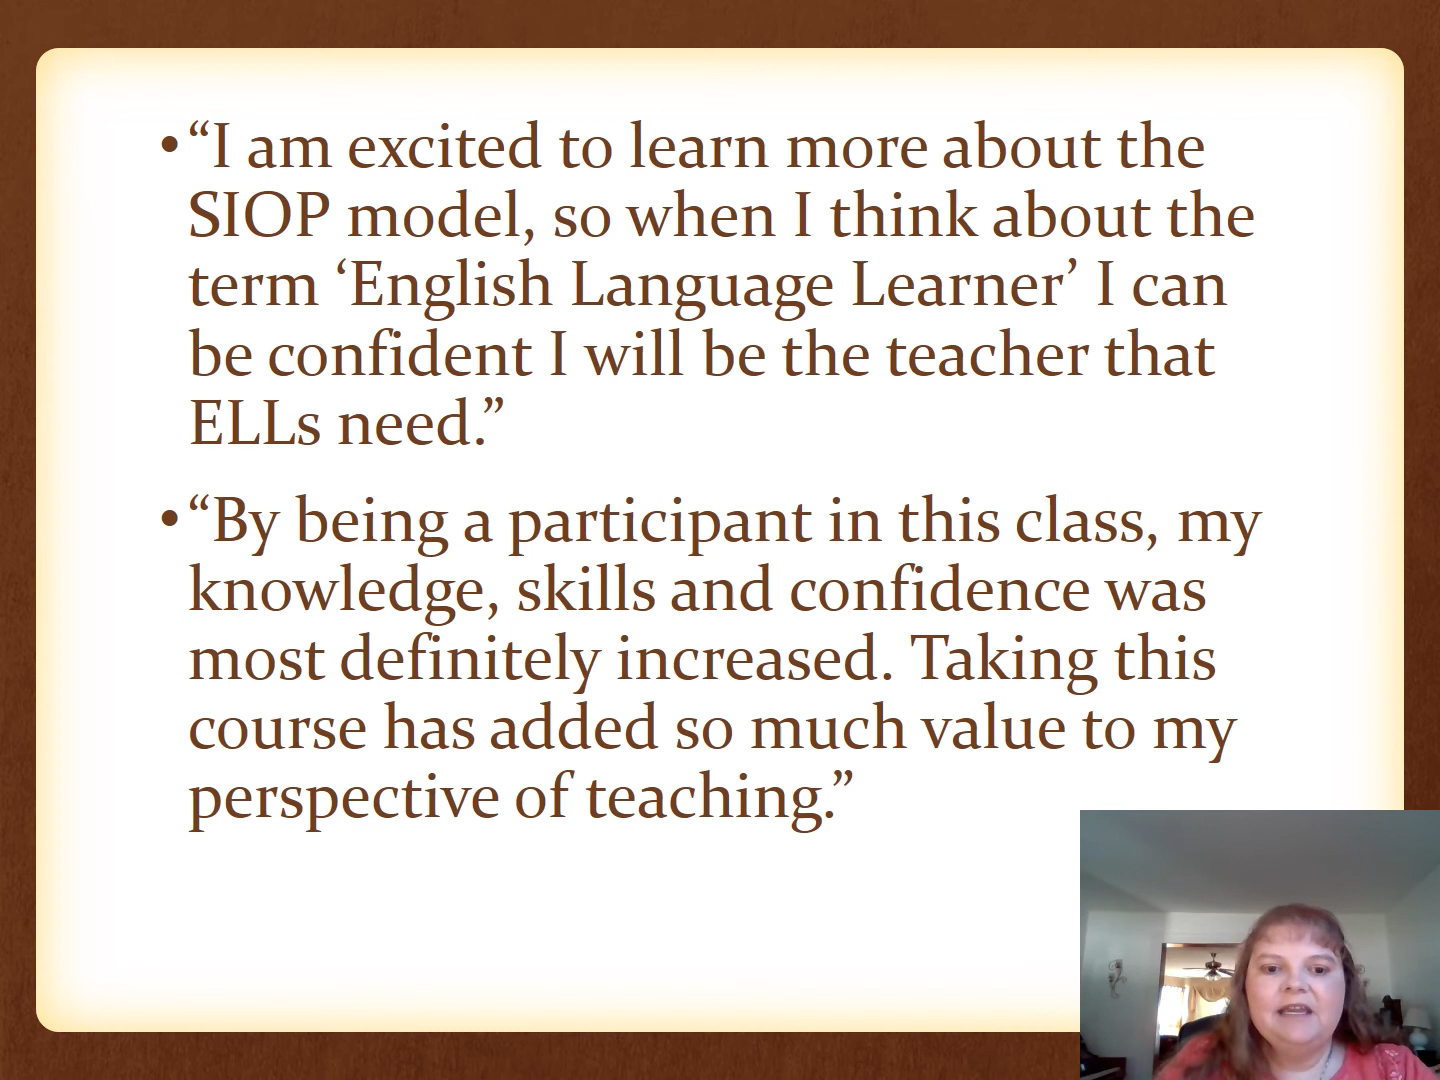 • “I am excited to learn more about the
SIOP model, so when I think about the
term ‘English Language Learner’ I can
be confident I will be the teacher that
ELLs need.”
• “By being a participant in this class, my
knowledge, skills and confidence was
most definitely increased. Taking this
course has added so much value to my
perspective of teaching.”